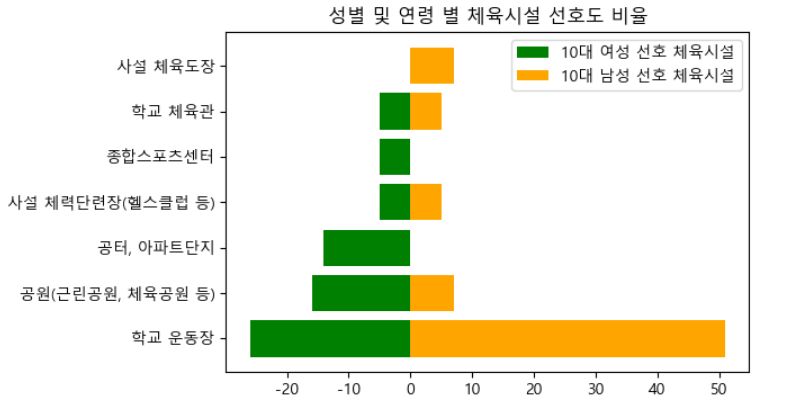 성별 및 연령 별 체육시설 선호도 비율
10대 여성 선호 체육시설
10대 남성 선호 체육시설
사설 체육도장
학교 체육관
종합스포츠센터
사설 체력단련장(헬스클럽 등)
공터, 아파트단지
공원(근린공원, 체육공원 등)
학교 운동장
-20 -10 0 10 20 30 40 50